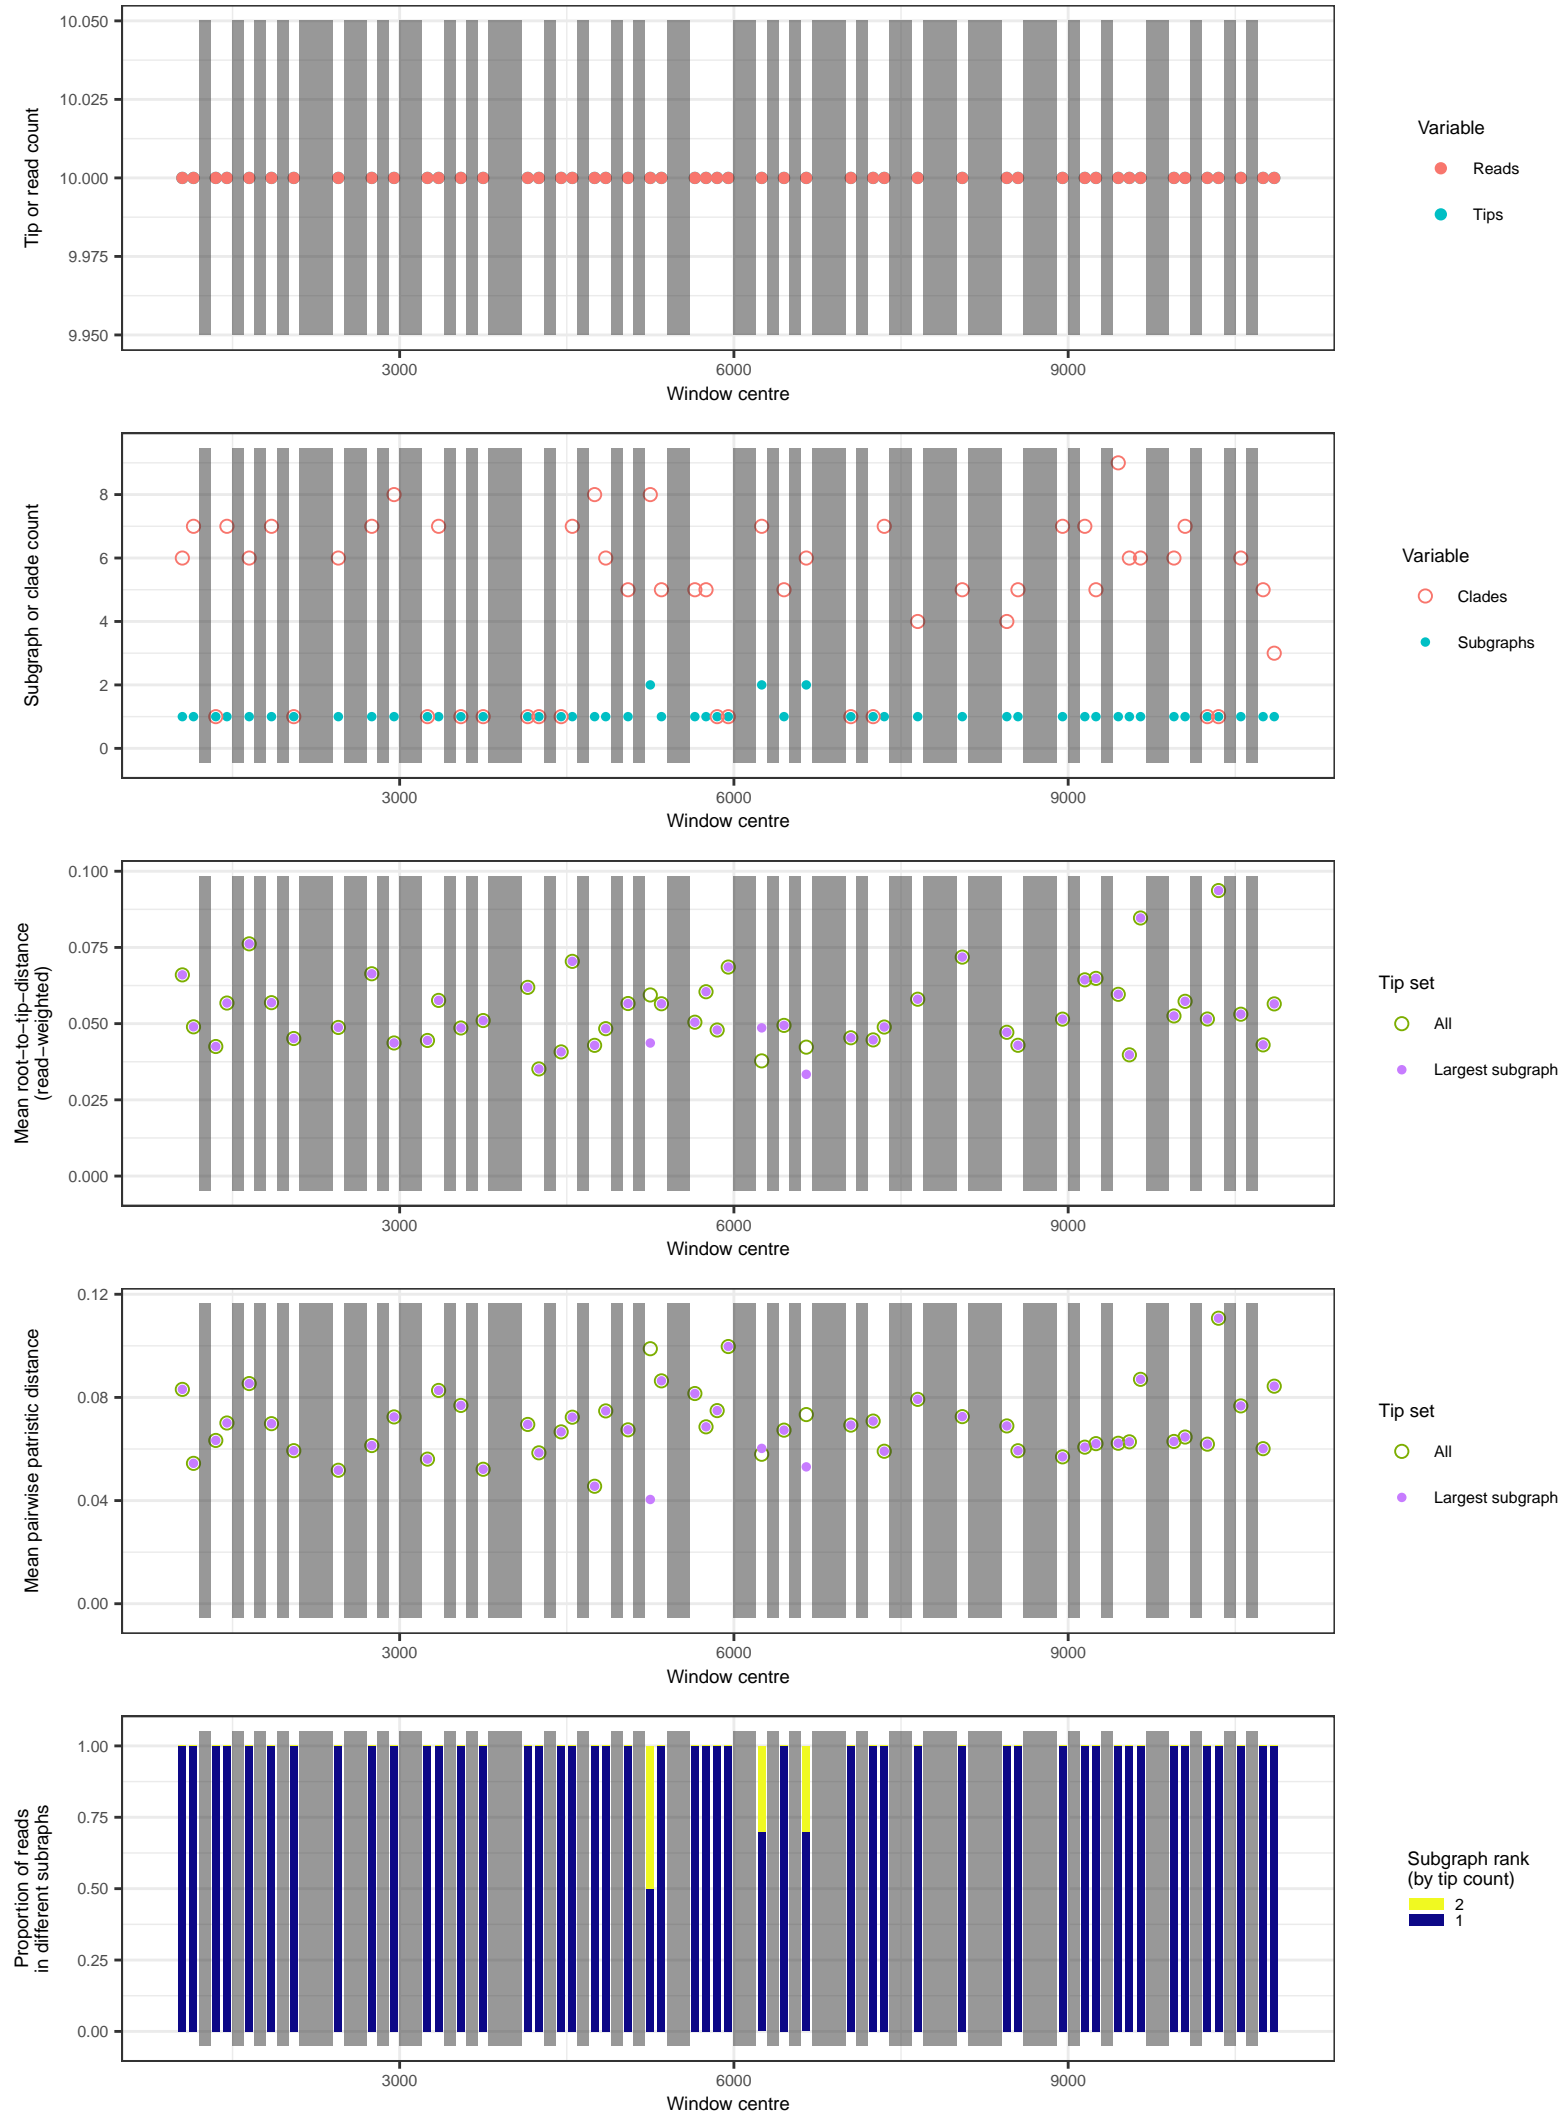 10.050
10.025
10.000
9.975
9.950
Tip or read count
3000
6000
9000
Window centre
Variable
Reads
Tips
8
6
4
2
0
Subgraph or clade count
3000
6000
9000
Window centre
Variable
Clades
Subgraphs
0.100
0.075
0.050
0.025
0.000
Mean root−to−tip−distance
(read−weighted)
3000
6000
9000
Window centre
Tip set
All
Largest subgraph
0.12
0.08
0.04
0.00
Mean pairwise patristic distance
3000
6000
9000
Window centre
Tip set
All
Largest subgraph
1.00
0.75
0.50
0.25
0.00
Proportion of reads
in different subraphs
3000
6000
9000
Window centre
Subgraph rank
(by tip count)
2
1